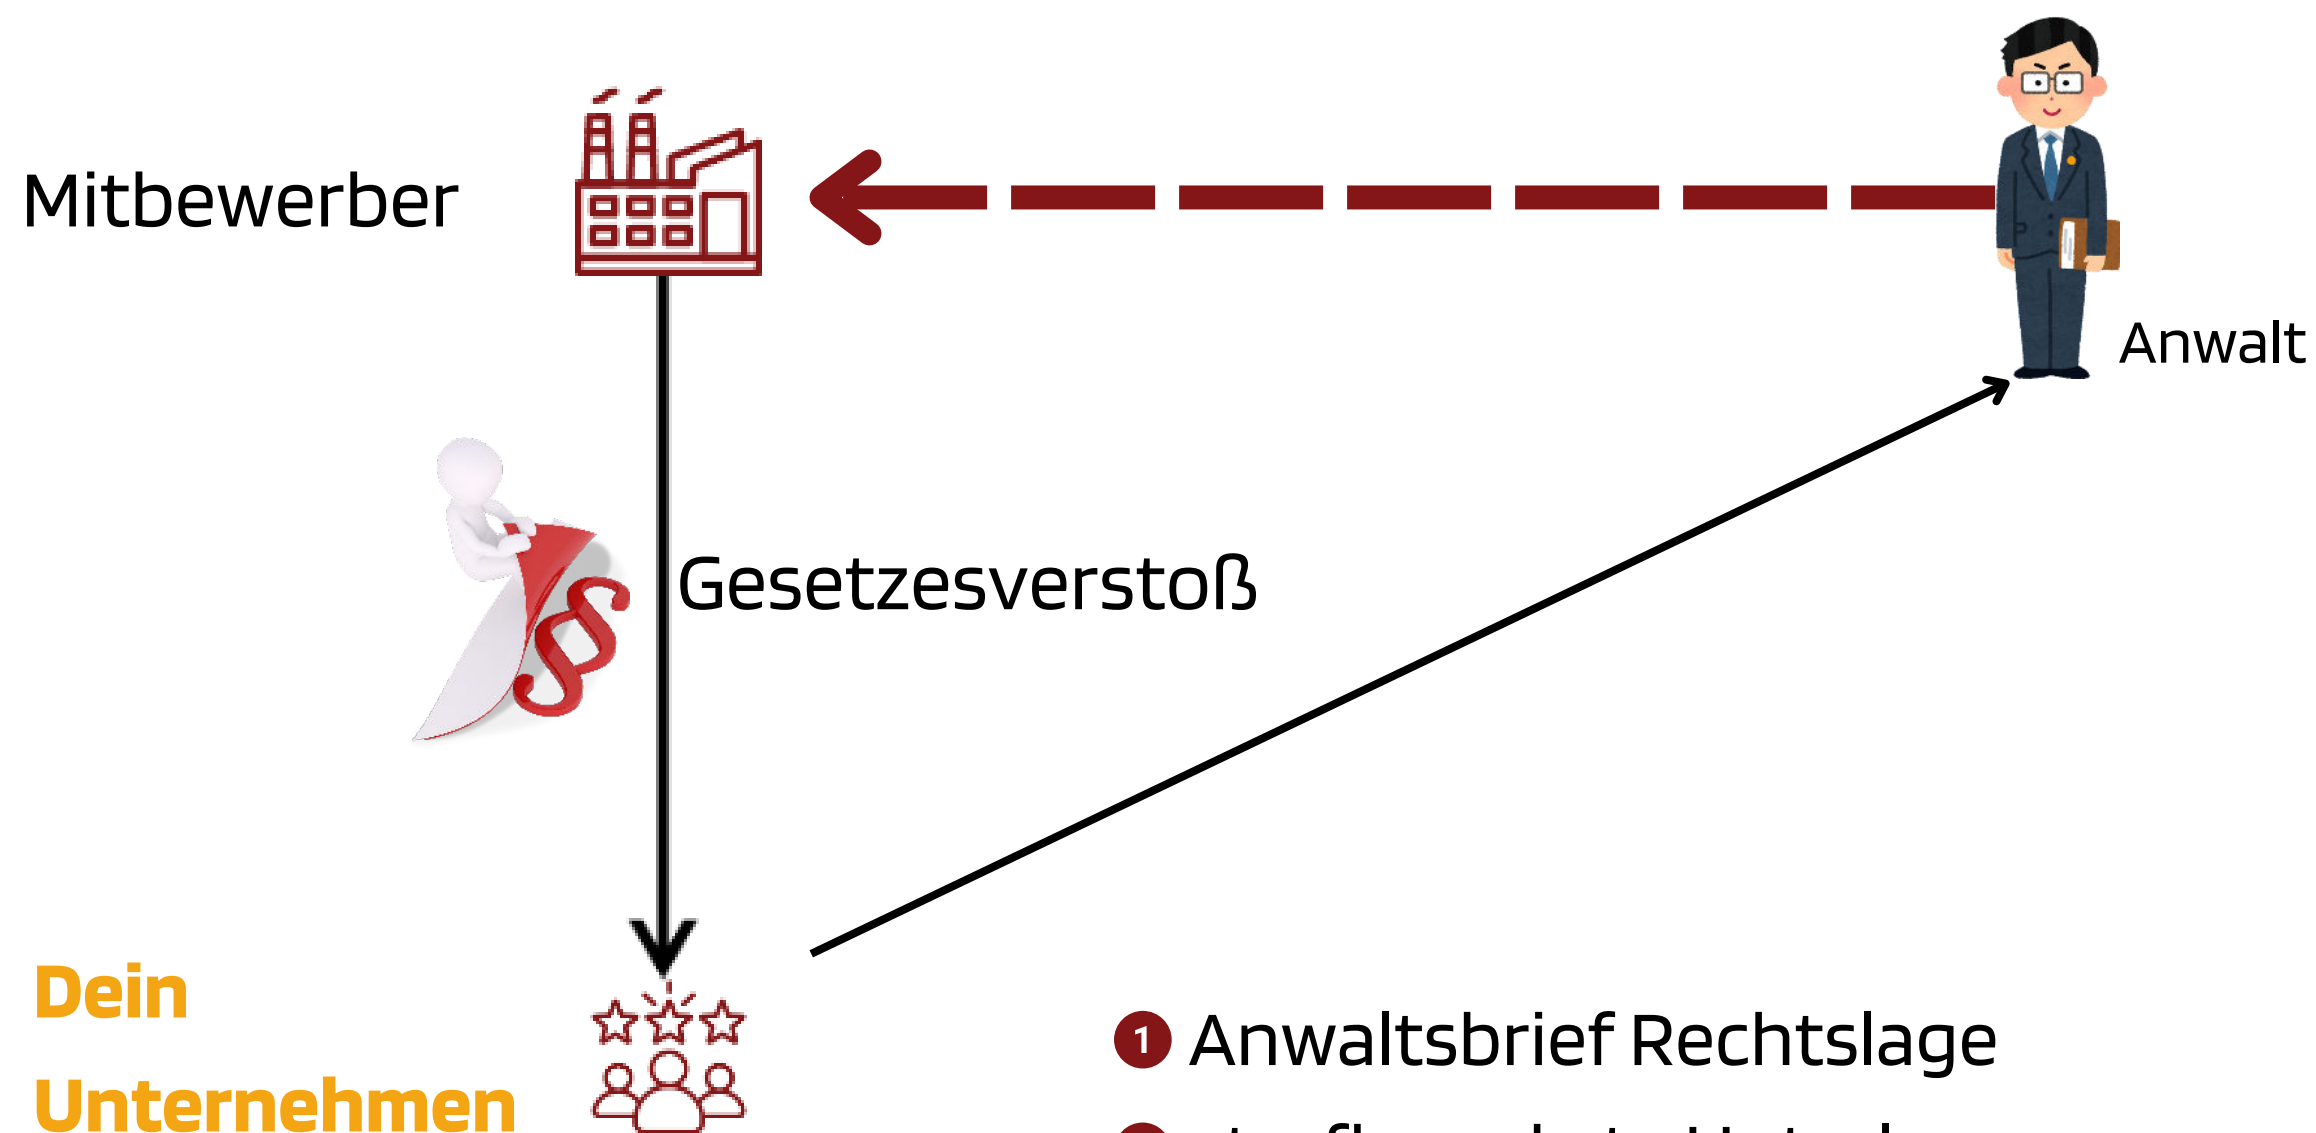 Mitbewerber
Anwalt
Gesetzesverstoß
Dein
Unternehmen
1 Anwaltsbrief Rechtslage